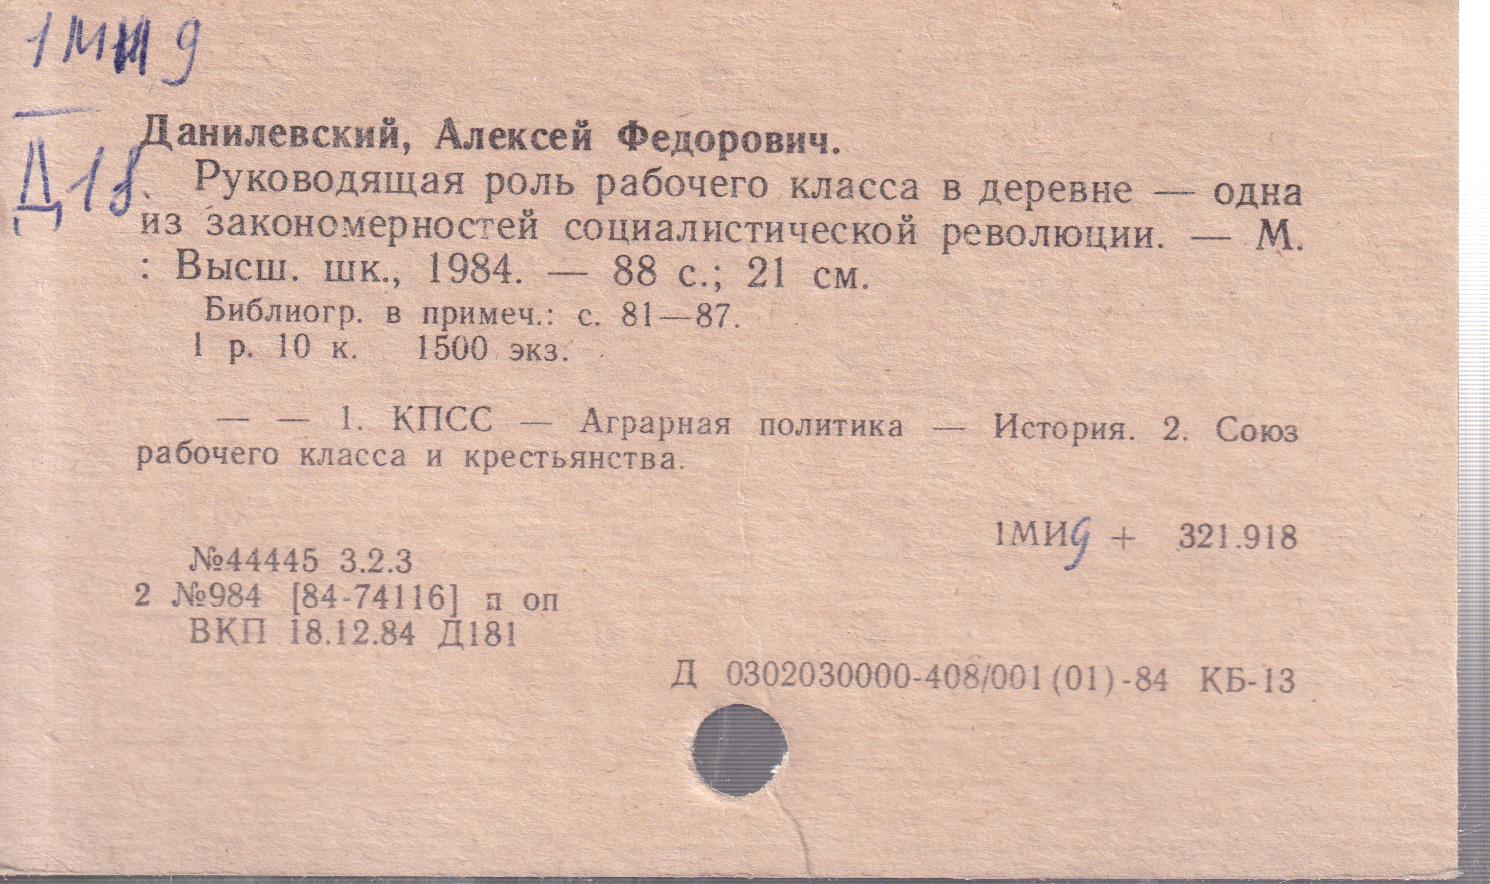 1МИ9
Д18
Данилевский, Алексей Федорович.
Руководящая роль рабочего класса в деревне — одна
из закономерностей социалистической революции. — М.
: Высш. шк., 1984. — 88 с.; 21 см.
Библиогр. в примеч.: с. 81—87.
1 р. 10 к. 1500 экз.
— — 1. КПСС — Аграрная политика — История. 2. Союз
рабочего класса и крестьянства.
1МИ9 + 321.918
№44445 3.2.3
2 №984 [84-74116] п оп
ВКП 18.12.84 Д181
Д 0302030000-408/001(01)-84 КБ-13